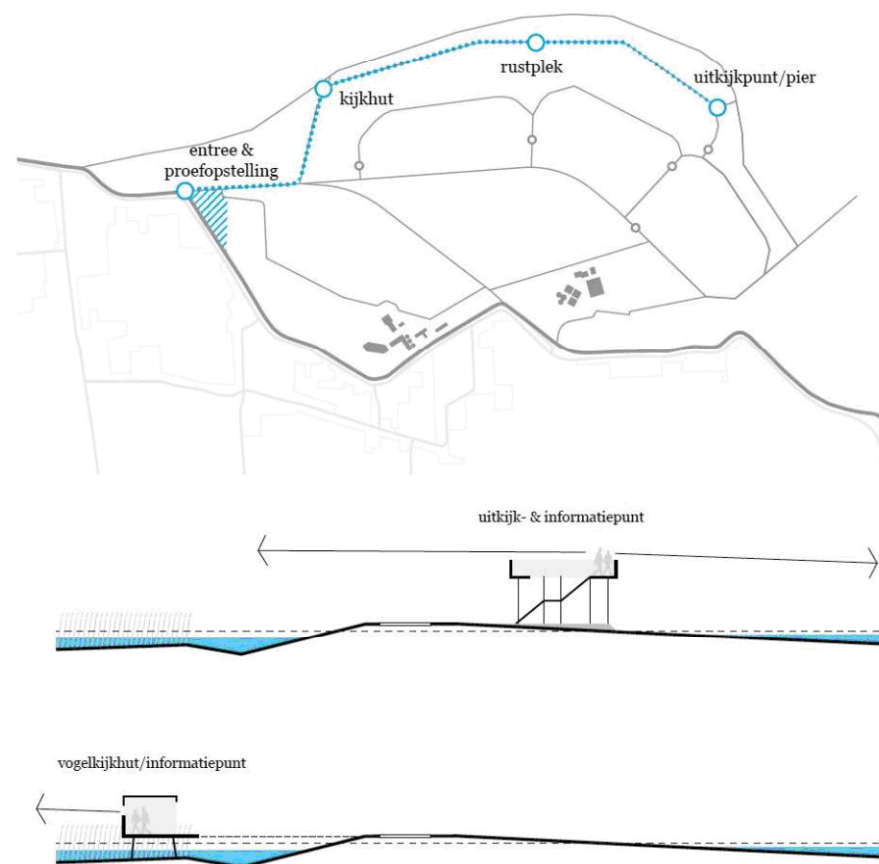 rustplek
uitkijkpunt/pier
kijkhut
entree &
proefopstelling
uitkijk- & informatiepunt
vogelkijkhut/informatiepunt